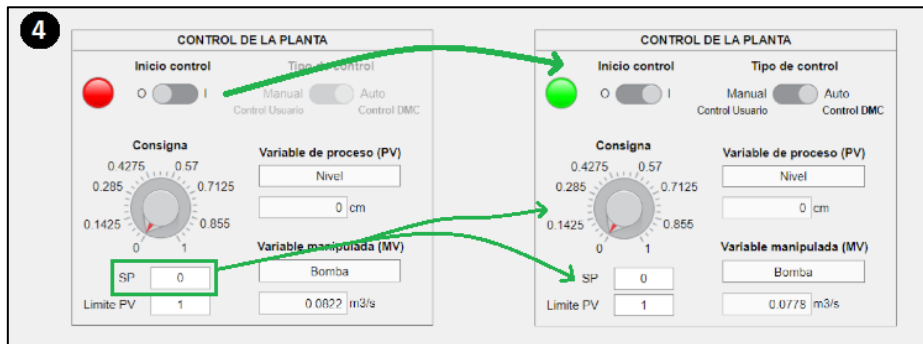 4
CONTROL DE LA PLANTA
Inicio control
Tipo de control
O I
Manual Auto
Control Usuario Control DMC
Consigna
0.4275 0.57
0.285 0.7125
0.1425 0.855
0 1
SP 0
Limite PV 1
Variable de proceso (PV)
Nivel
0 cm
Variable manipulada (MV)
Bomba
0.0822 m3/s
CONTROL DE LA PLANTA
Inicio control
Tipo de control
O I
Manual Auto
Control Usuario Control DMC
Consigna
0.4275 0.57
0.285 0.7125
0.1425 0.855
0 1
SP 0
Limite PV 1
Variable de proceso (PV)
Nivel
0 cm
Variable manipulada (MV)
Bomba
0.0778 m3/s